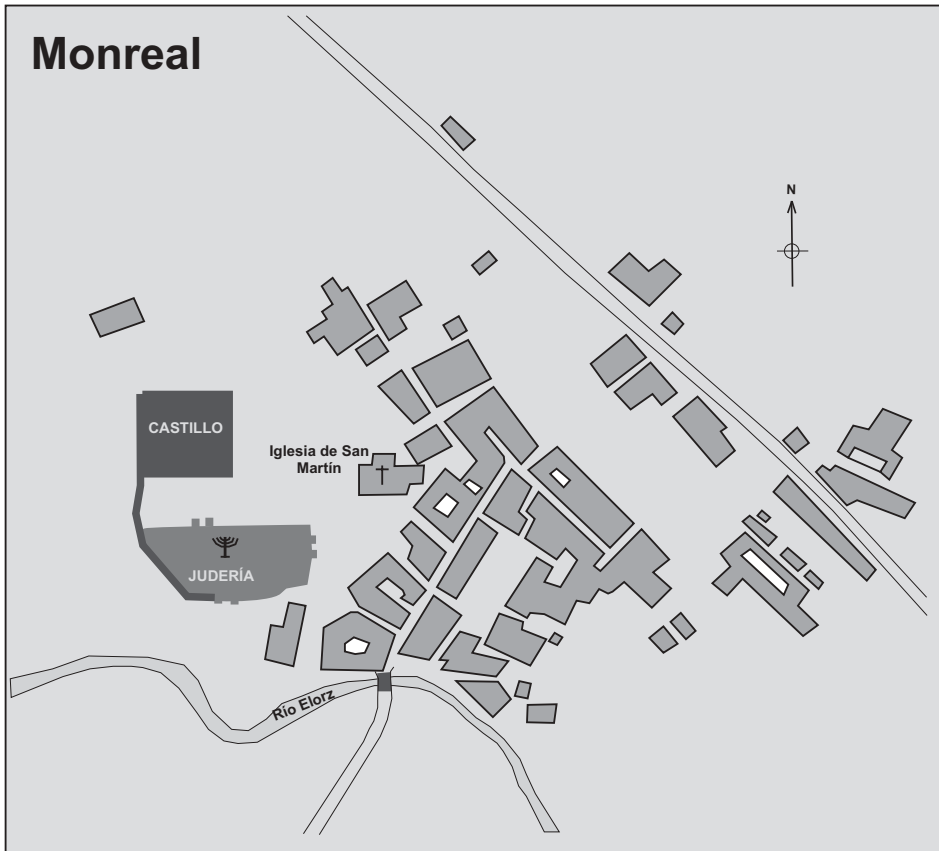 Monreal
N
CASTILLO
Iglesia de San
Martín
JUDERÍA
Río Elorz